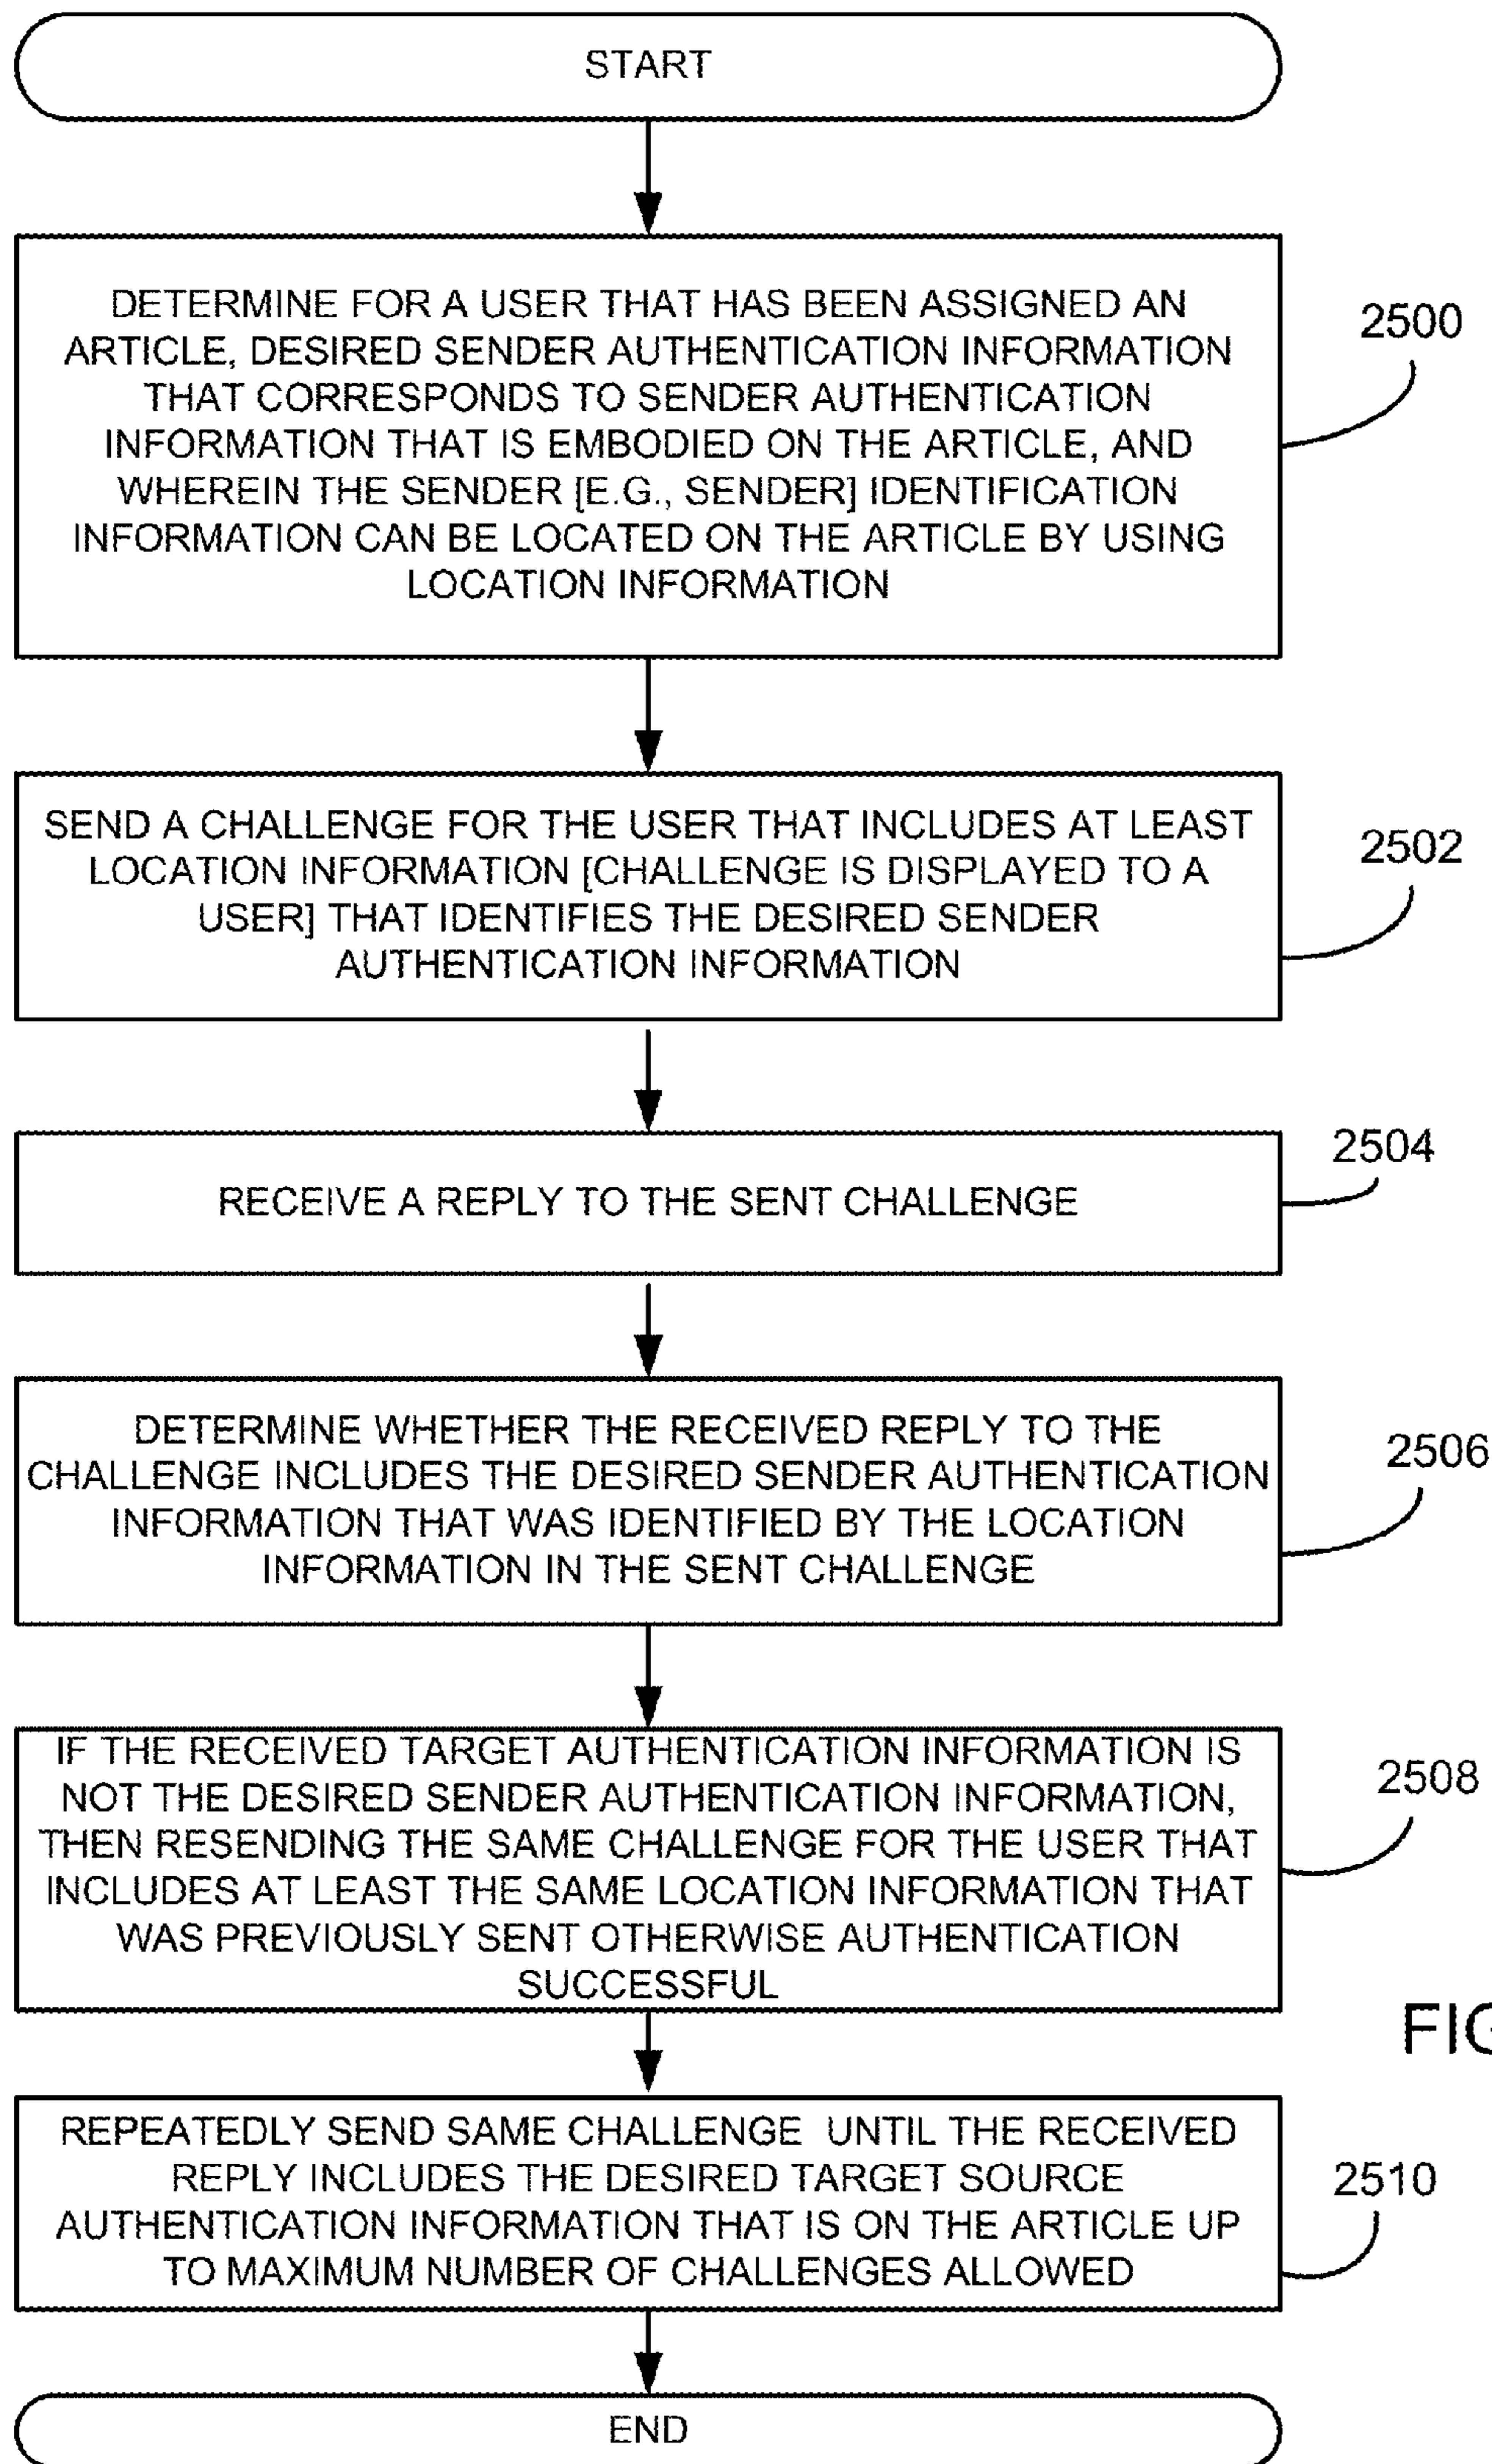 START
DETERMINE FOR A USER THAT HAS BEEN ASSIGNED AN
ARTICLE, DESIRED SENDER AUTHENTICATION INFORMATION
THAT CORRESPONDS TO SENDER AUTHENTICATION
INFORMATION THAT IS EMBODIED ON THE ARTICLE, AND
WHEREIN THE SENDER [E.G., SENDER] IDENTIFICATION
INFORMATION CAN BE LOCATED ON THE ARTICLE BY USING
LOCATION INFORMATION
2500
SEND A CHALLENGE FOR THE USER THAT INCLUDES AT LEAST
LOCATION INFORMATION [CHALLENGE IS DISPLAYED TO A
USER] THAT IDENTIFIES THE DESIRED SENDER
AUTHENTICATION INFORMATION
2502
RECEIVE A REPLY TO THE SENT CHALLENGE
2504
DETERMINE WHETHER THE RECEIVED REPLY TO THE
CHALLENGE INCLUDES THE DESIRED SENDER AUTHENTICATION
INFORMATION THAT WAS IDENTIFIED BY THE LOCATION
INFORMATION IN THE SENT CHALLENGE
2506
IF THE RECEIVED TARGET AUTHENTICATION INFORMATION IS
NOT THE DESIRED SENDER AUTHENTICATION INFORMATION,
THEN RESENDING THE SAME CHALLENGE FOR THE USER THAT
INCLUDES AT LEAST THE SAME LOCATION INFORMATION THAT
WAS PREVIOUSLY SENT OTHERWISE AUTHENTICATION
SUCCESSFUL
2508
FIG
REPEATEDLY SEND SAME CHALLENGE UNTIL THE RECEIVED
REPLY INCLUDES THE DESIRED TARGET SOURCE
AUTHENTICATION INFORMATION THAT IS ON THE ARTICLE UP
TO MAXIMUM NUMBER OF CHALLENGES ALLOWED
2510
END